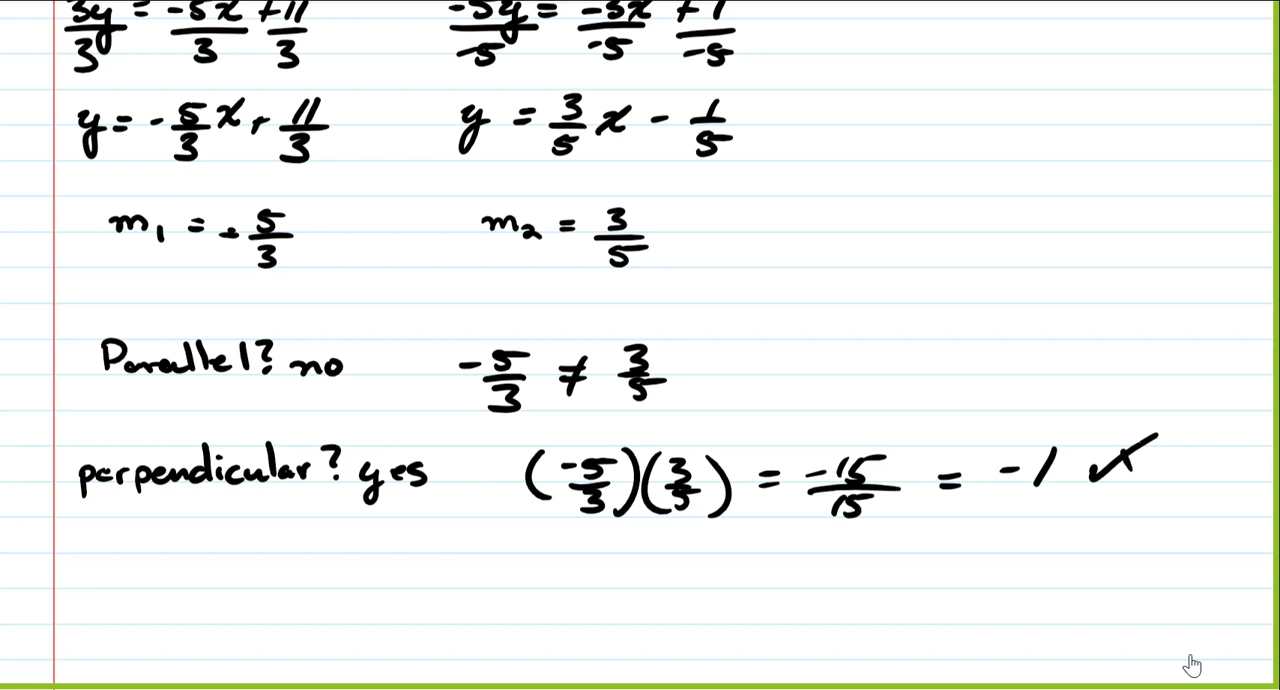 3y/3 = -5x/3 + 11/3    -5y/-5 = -3x/-5 + 1/-5
y = -5/3 x + 11/3    y = 3/5 x - 1/5
m₁ = -5/3    m₂ = 3/5
Parallel? no    -5/3 ≠ 3/5
perpendicular? yes    (-5/3)(3/5) = -15/15 = -1 ✓